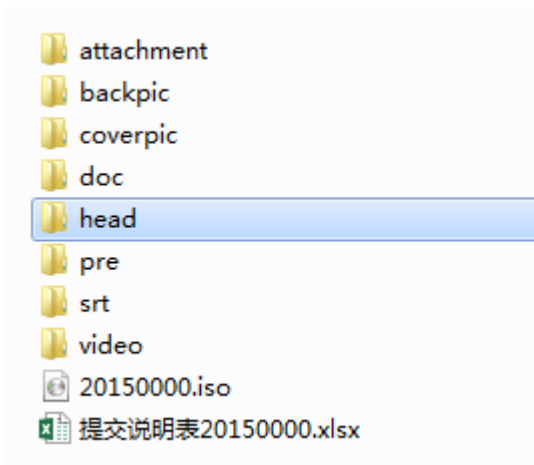 attachment
backpic
coverpic
doc
head
pre
srt
video
20150000.iso
提交说明表20150000.xlsx